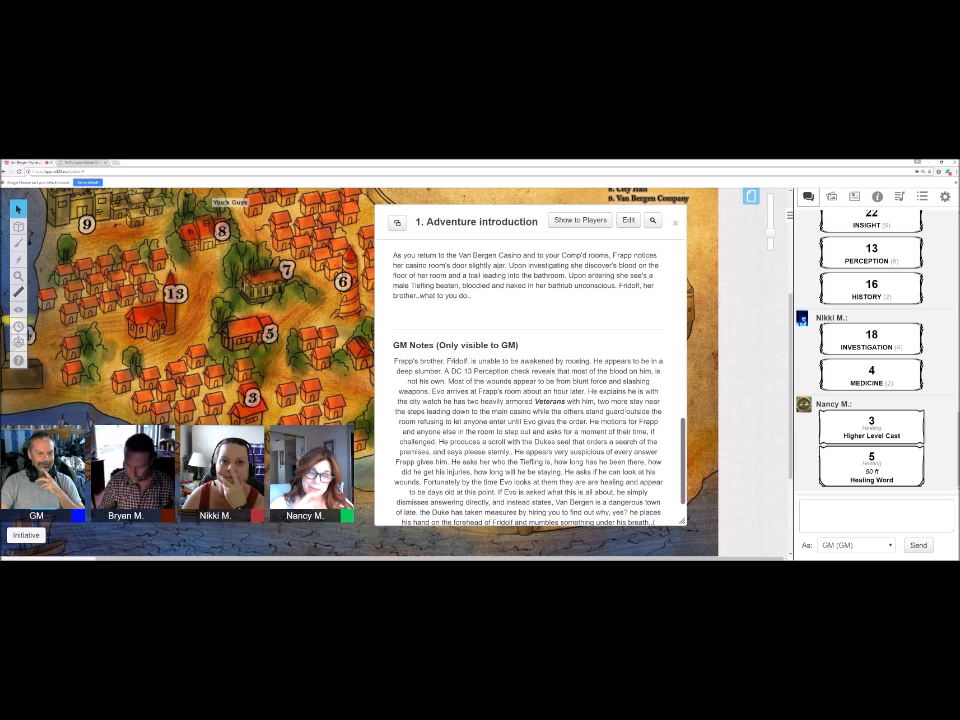 8. City Hall
9. Van Bergen Company
You's Guys
9
8
7
6
13
5
3
1. Adventure introduction
Show to Players
Edit
As you return to the Van Bergen Casino and to your Comp'd rooms, Frapp notices
her casino room's door slightly ajar. Upon investigating she discover's blood on the
floor of her room and a trail leading into the bathroom. Upon entering she see's a
male Tiefling beaten, bloodied and naked in her bathtub unconscious. Fridolf, her
brother..what to you do..
GM Notes (Only visible to GM)
Frapp's brother, Fridolf, is unable to be awakened by rousing. He appears to be in a
deep slumber. A DC 13 Perception check reveals that most of the blood on him, is
not his own. Most of the wounds appear to be from blunt force and slashing
weapons. Evo arrives at Frapp's room about an hour later. He explains he is with
the city watch he has two heavily armored Veterans with him, two more stay near
the steps leading down to the main casino while the others stand guard outside the
room refusing to let anyone enter until Evo gives the order. He motions for Frapp
and anyone else in the room to step out and asks for a moment of their time, if
challenged. He produces a scroll with the Dukes seal that orders a search of the
premises, and says please sternly.. He appears very suspicious of every answer
Frapp gives him. He asks her who the Tiefling is, how long has he been there, how
did he get his injuries, how long will he be staying. He asks if he can look at his
wounds. Fortunately by the time Evo looks at them they are are healing and appear
to be days old at this point. If Evo is asked what this is all about, he simply
dismisses answering directly, and instead states, Van Bergen is a dangerous town
of late. the Duke has taken measures by hiring you to find out why, yes? he places
his hand on the forehead of Fridolf and mumbles something under his breath..(
GM
Bryan M.
Nikki M.
Nancy M.
Initiative
22
INSIGHT (6)
13
PERCEPTION (6)
16
HISTORY (2)
Nikki M.:
18
INVESTIGATION (4)
4
MEDICINE (2)
Nancy M.:
3
Healing
Higher Level Cast
5
Healing
60 ft
Healing Word
As:
GM (GM)
Send